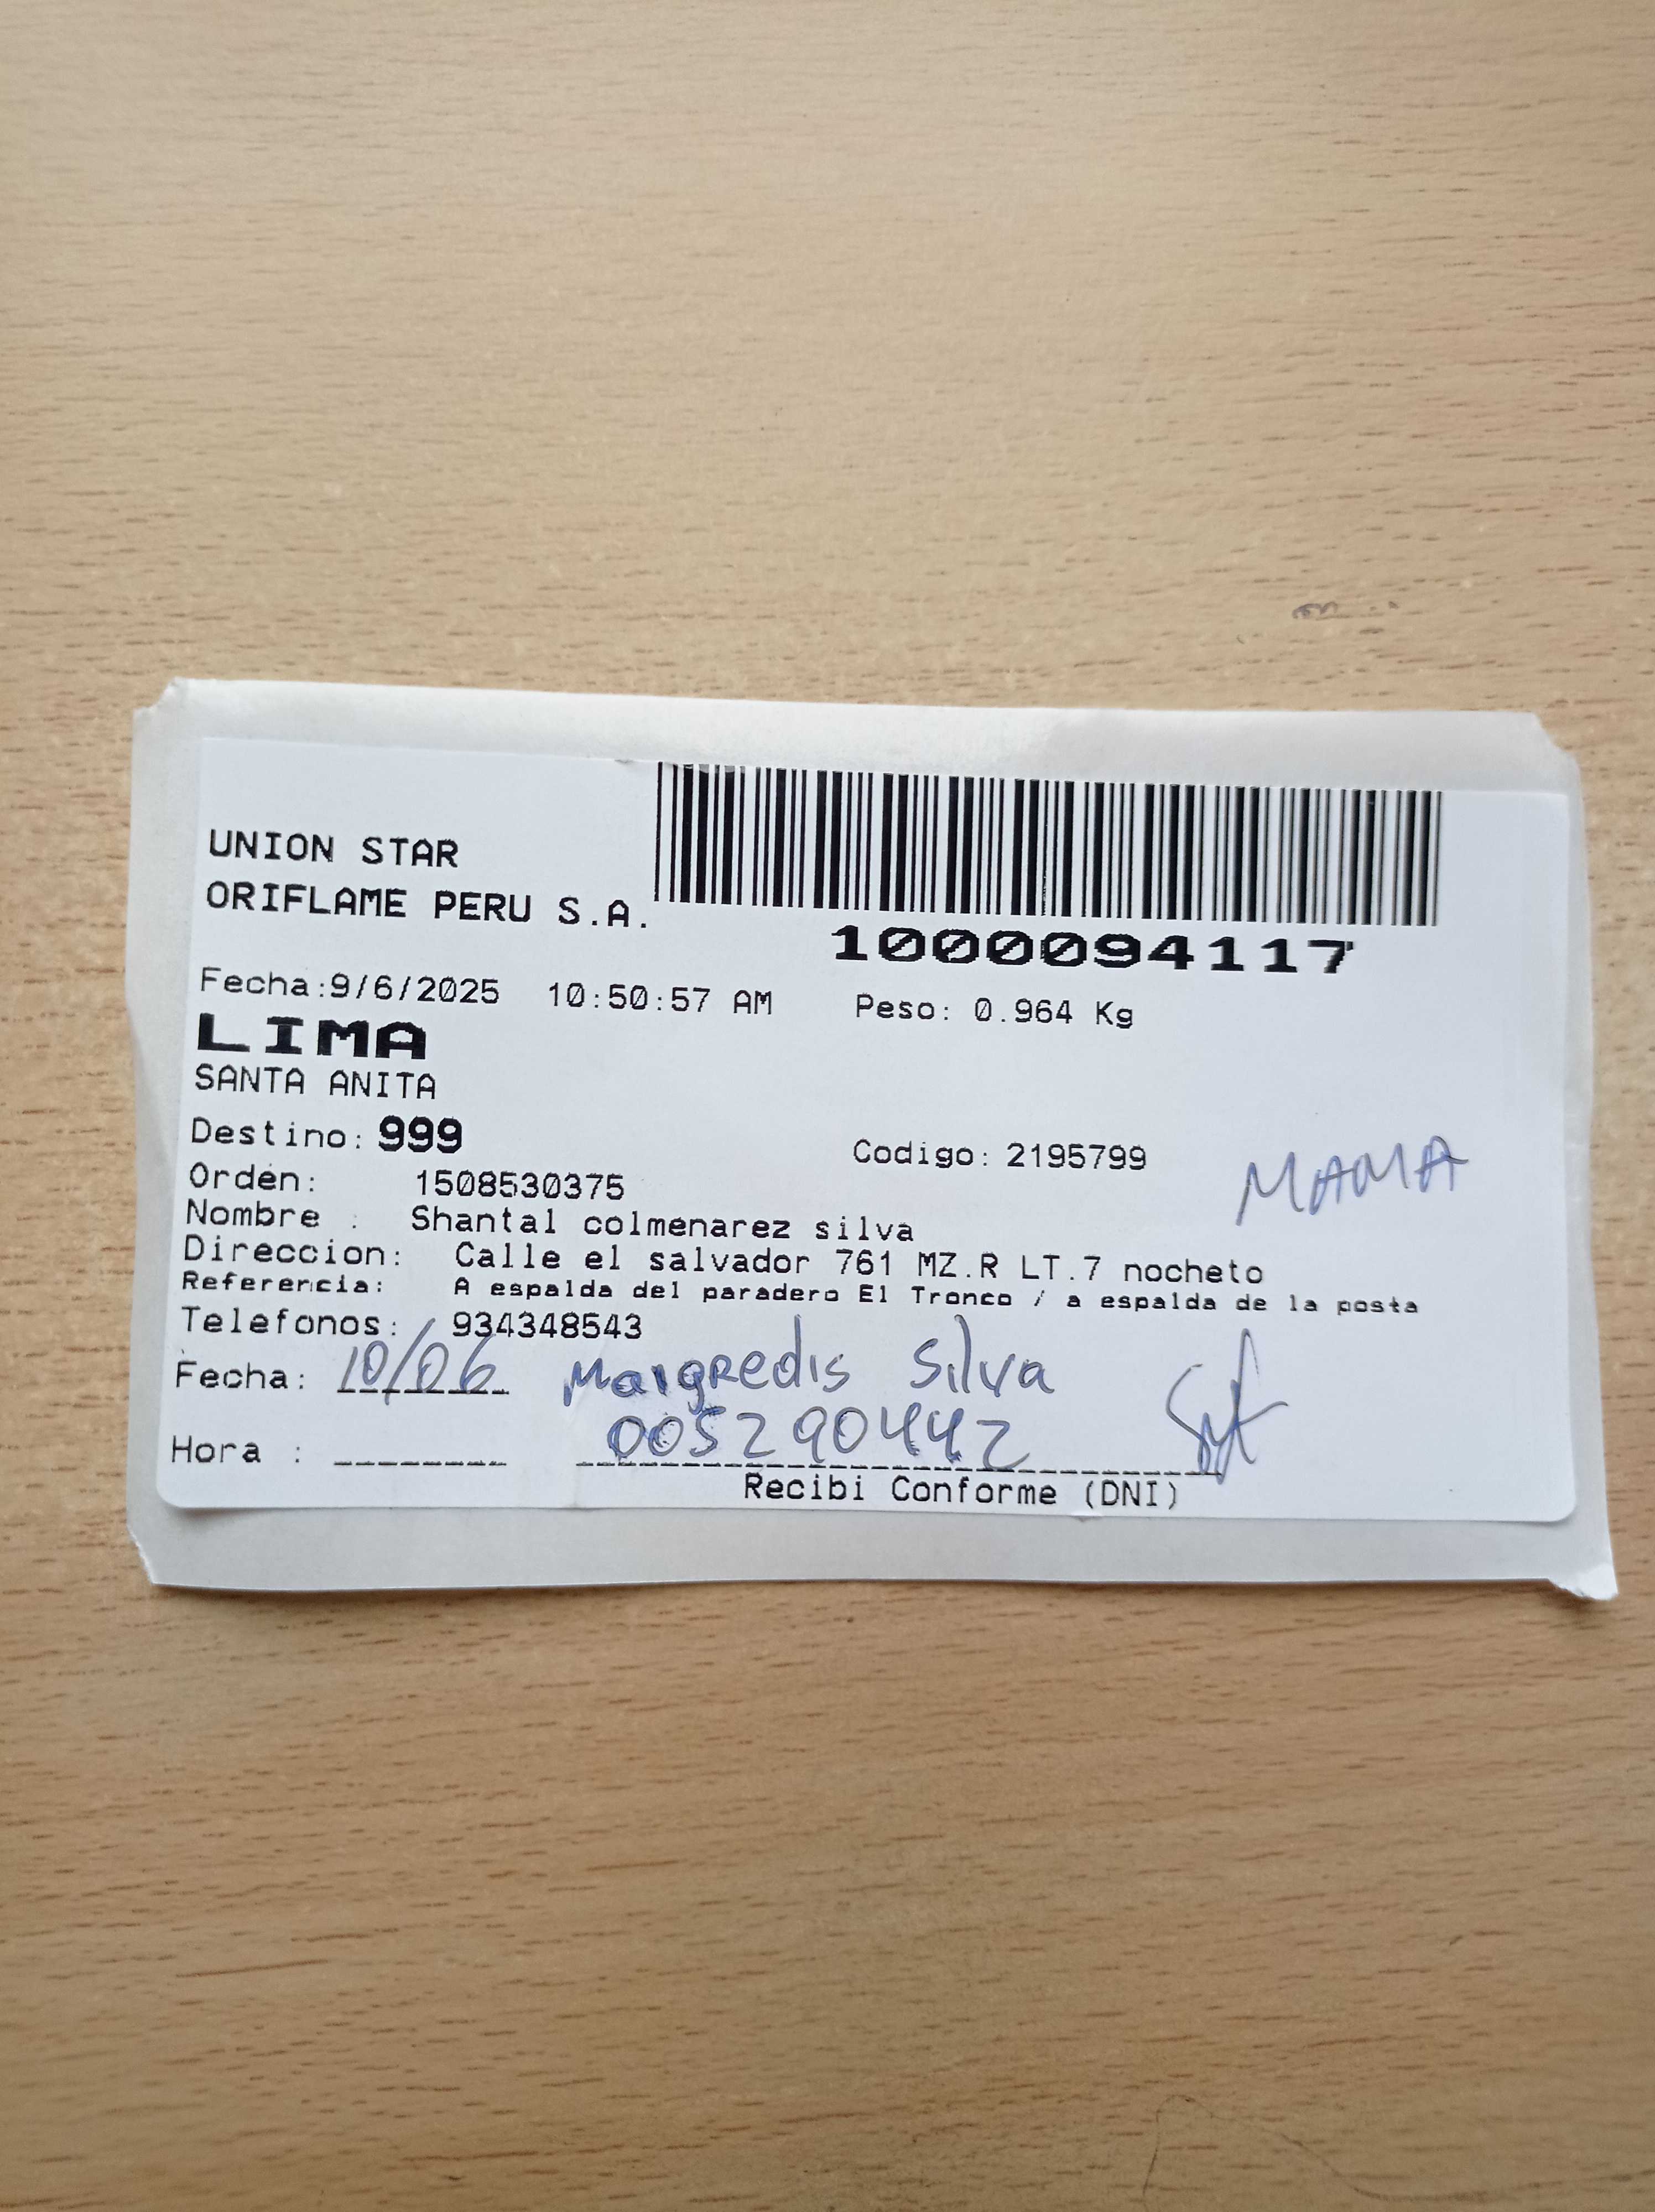 UNION STAR
ORIFLAME PERU S.A.
1000094117
Fecha:9/6/2025 10:50:57 AM Peso: 0.964 Kg
LIMA
SANTA ANITA
Destino: 999
Codigo: 2195799
MAMA
Orden: 1508530375
Nombre : Shantal colmenarez silva
Direccion: Calle el salvador 761 MZ.R LT.7 nocheto
Referencia: A espalda del paradero El Tronco / a espalda de la posta
Telefonos: 934348543
Fecha: 10/06 Maigredis Silva
005290442
Hora :
Recibi Conforme (DNI)